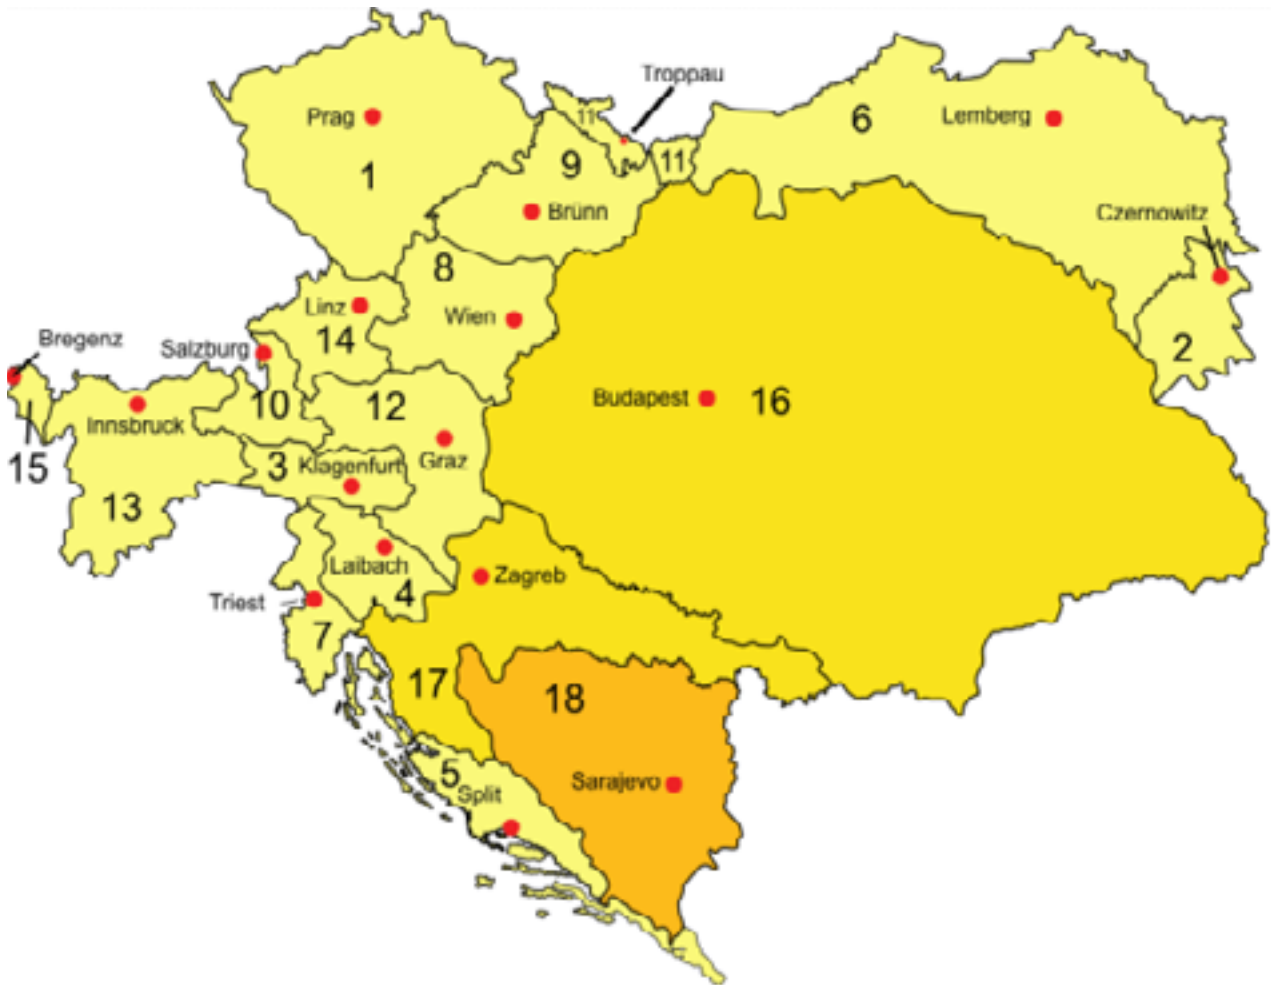 Troppau
11
6
Lemberg
Prag
1
9
11
Brünn
Czernowitz
8
Linz
Wien
14
2
Bregenz
Salzburg
10
12
Budapest
16
Innsbruck
15
3
Klagenfurt
Graz
13
Laibach
4
Zagreb
Triest
7
17
18
5
Split
Sarajevo